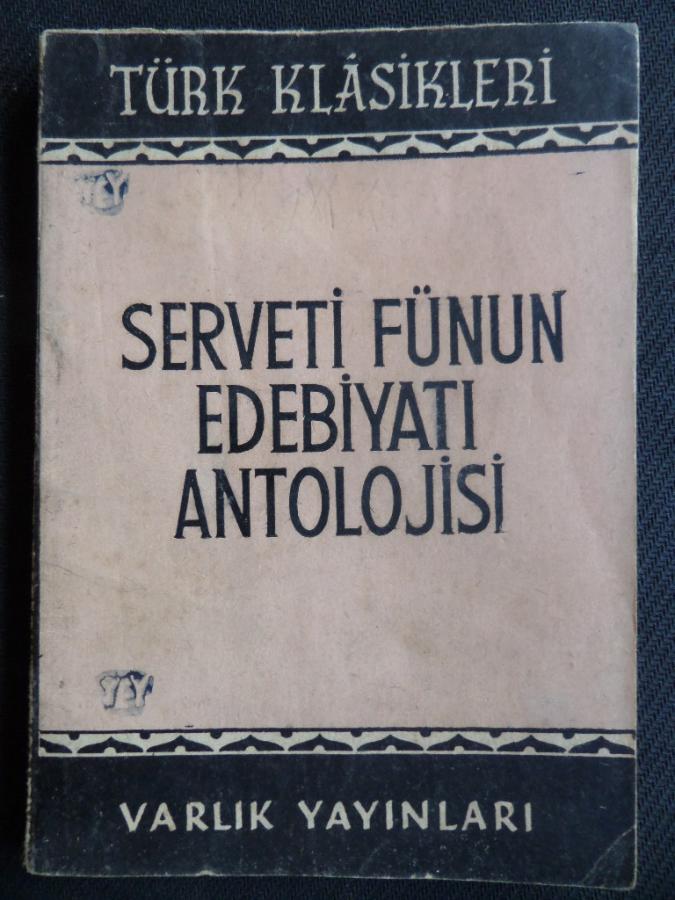 TÜRK KLÂSİKLERİ
SERVETİ FÜNUN
EDEBİYATI
ANTOLOJİSİ
VARLIK YAYINLARI